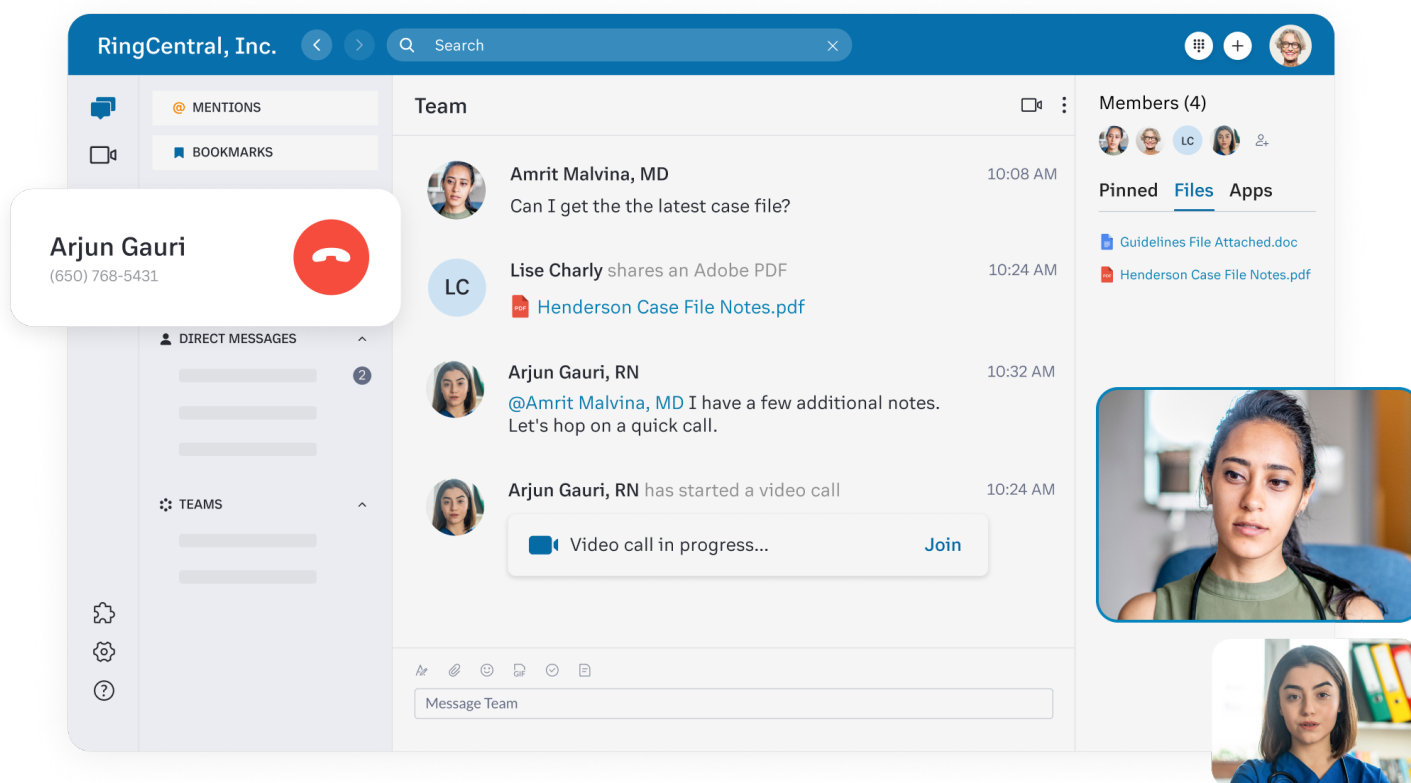 RingCentral, Inc.
Search
@ MENTIONS
BOOKMARKS
Arjun Gauri
(650) 768-5431
DIRECT MESSAGES
2
TEAMS
Team
Amrit Malvina, MD 10:08 AM
Can I get the the latest case file?
LC
Lise Charly shares an Adobe PDF 10:24 AM
PDF Henderson Case File Notes.pdf
Arjun Gauri, RN 10:32 AM
@Amrit Malvina, MD I have a few additional notes.
Let's hop on a quick call.
Arjun Gauri, RN has started a video call 10:24 AM
Video call in progress... Join
GIF
Message Team
Members (4)
LC
Pinned Files Apps
Guidelines File Attached.doc
PDF Henderson Case File Notes.pdf